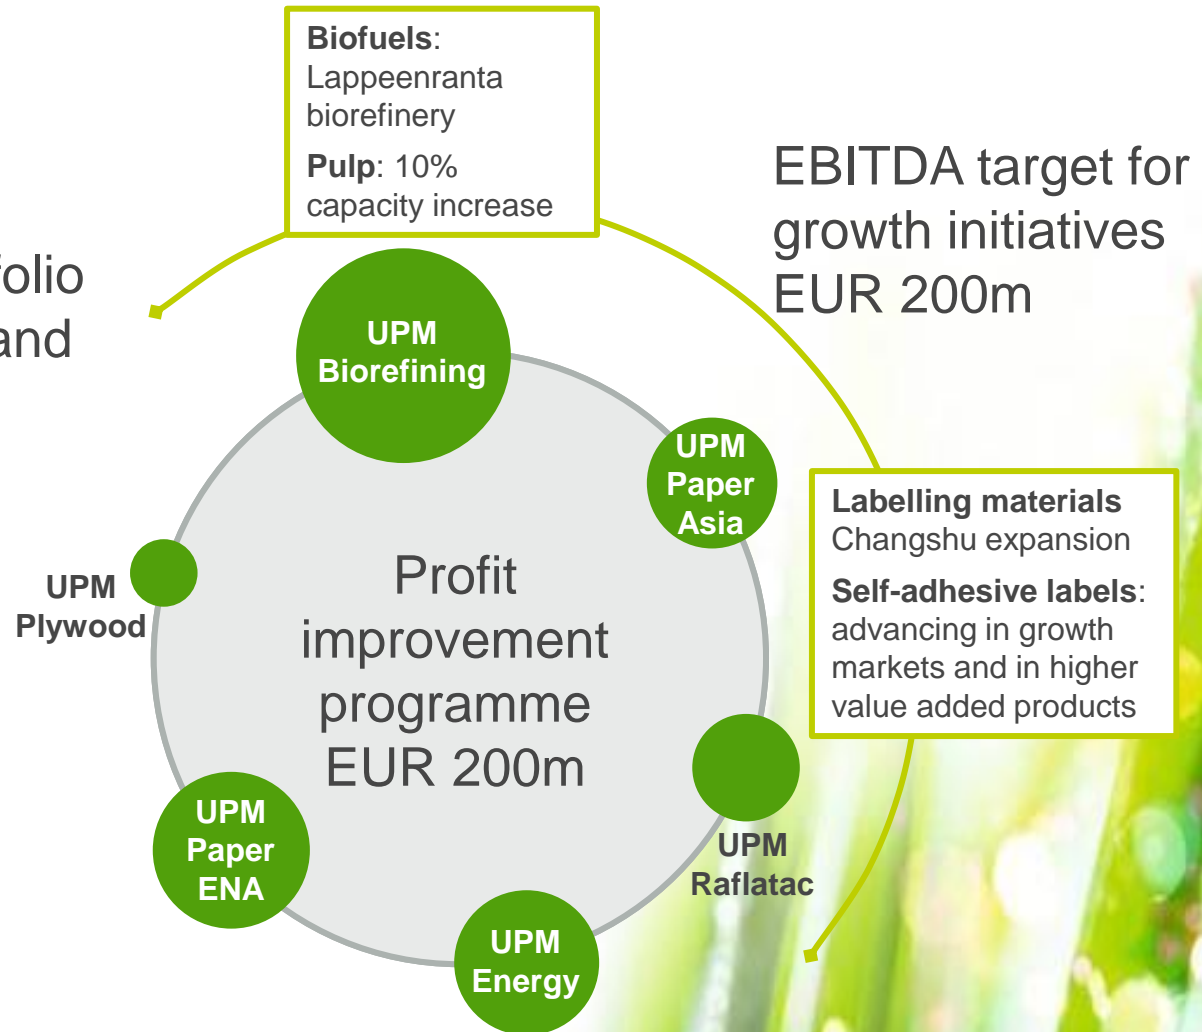 Biofuels:
Lappeenranta
biorefinery
Pulp: 10%
capacity increase
EBITDA target for
growth initiatives
EUR 200m
folio
and
UPM
Biorefining
UPM
Paper
Asia
Labelling materials
Changshu expansion
Self-adhesive labels:
advancing in growth
markets and in higher
value added products
UPM
Plywood
Profit
improvement
programme
EUR 200m
UPM
Raflatac
UPM
Paper
ENA
UPM
Energy